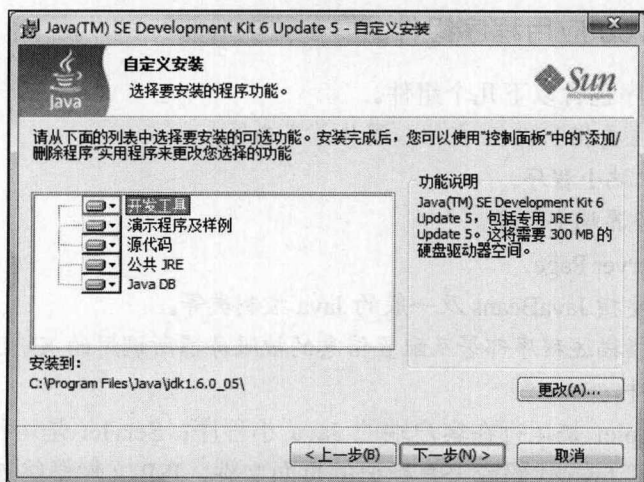 Java(TM) SE Development Kit 6 Update 5 - 自定义安装
Java
自定义安装
选择要安装的程序功能。
Sun
microsystems
请从下面的列表中选择要安装的可选功能。安装完成后，您可以使用"控制面板"中的"添加/
删除程序"实用程序来更改您选择的功能
开发工具
演示程序及样例
源代码
公共 JRE
Java DB
功能说明
Java(TM) SE Development Kit 6
Update 5，包括专用 JRE 6
Update 5。这将需要 300 MB 的
硬盘驱动器空间。
安装到：
C:\Program Files\Java\jdk1.6.0_05\
更改(A)...
<上一步(B)
下一步(N) >
取消